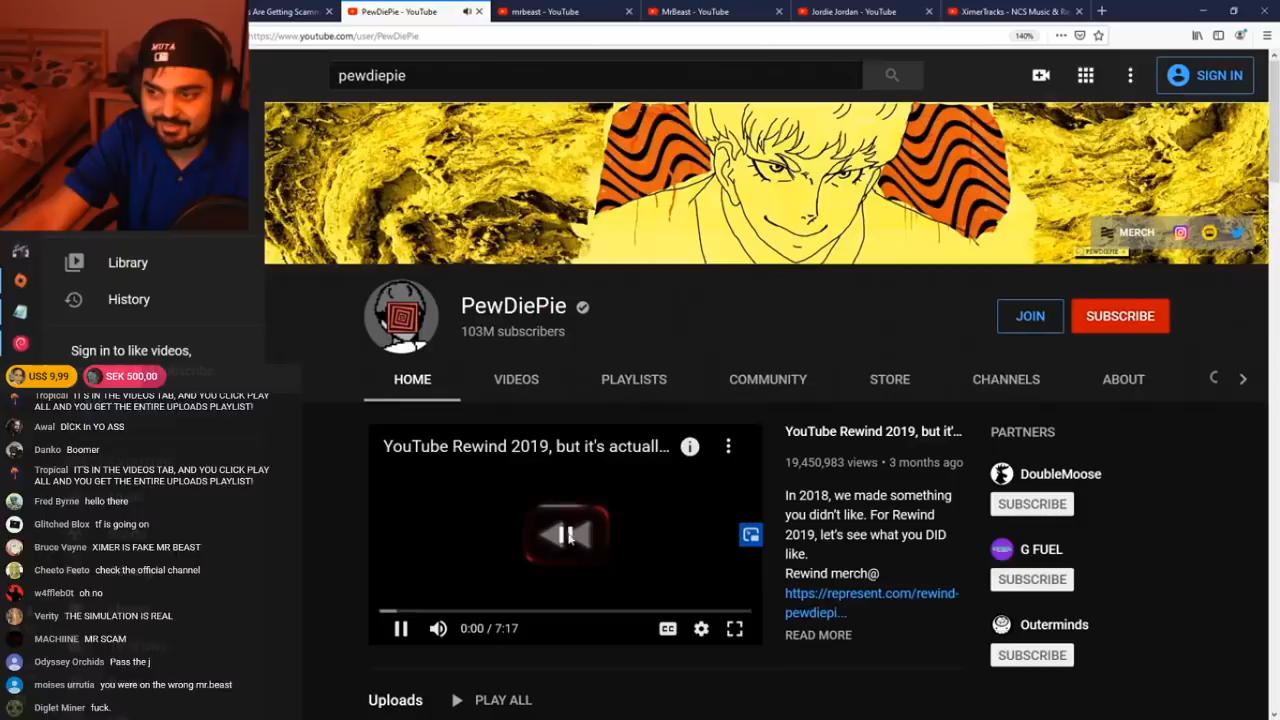 s Are Getting Scamm
PewDiePie - YouTube
mrbeast - YouTube
MrBeast - YouTube
Jordie Jordan - YouTube
XimerTracks - NCS Music & Re
https://www.youtube.com/user/PewDiePie
140%
MUTA
pewdiepie
SIGN IN
MERCH
PEWDIEPIE
Library
History
Sign in to like videos,
PewDiePie
103M subscribers
JOIN
SUBSCRIBE
HOME
VIDEOS
PLAYLISTS
COMMUNITY
STORE
CHANNELS
ABOUT
US$ 9,99
SEK 500,00
Tropical IT'S IN THE VIDEOS TAB, AND YOU CLICK PLAY
ALL AND YOU GET THE ENTIRE UPLOADS PLAYLIST!
Awal DİCK In YO ASS
Danko Boomer
Tropical IT'S IN THE VIDEOS TAB, AND YOU CLICK PLAY
ALL AND YOU GET THE ENTIRE UPLOADS PLAYLIST!
Fred Byrne hello there
Glitched Blox tf is going on
Bruce Vayne XIMER IS FAKE MR BEAST
Cheeto Feeto check the official channel
w4ffleb0t oh no
Verity THE SIMULATION IS REAL
MACHIINE MR SCAM
Odyssey Orchids Pass the j
moises urrutia you were on the wrong mr.beast
Diglet Miner fuck.
YouTube Rewind 2019, but it's actuall...
0:00 / 7:17
YouTube Rewind 2019, but it'...
19,450,983 views • 3 months ago
In 2018, we made something
you didn't like. For Rewind
2019, let's see what you DID
like.
Rewind merch@
https://represent.com/rewind-
pewdiepi...
READ MORE
PARTNERS
DoubleMoose
SUBSCRIBE
G FUEL
SUBSCRIBE
Outerminds
SUBSCRIBE
Uploads
PLAY ALL